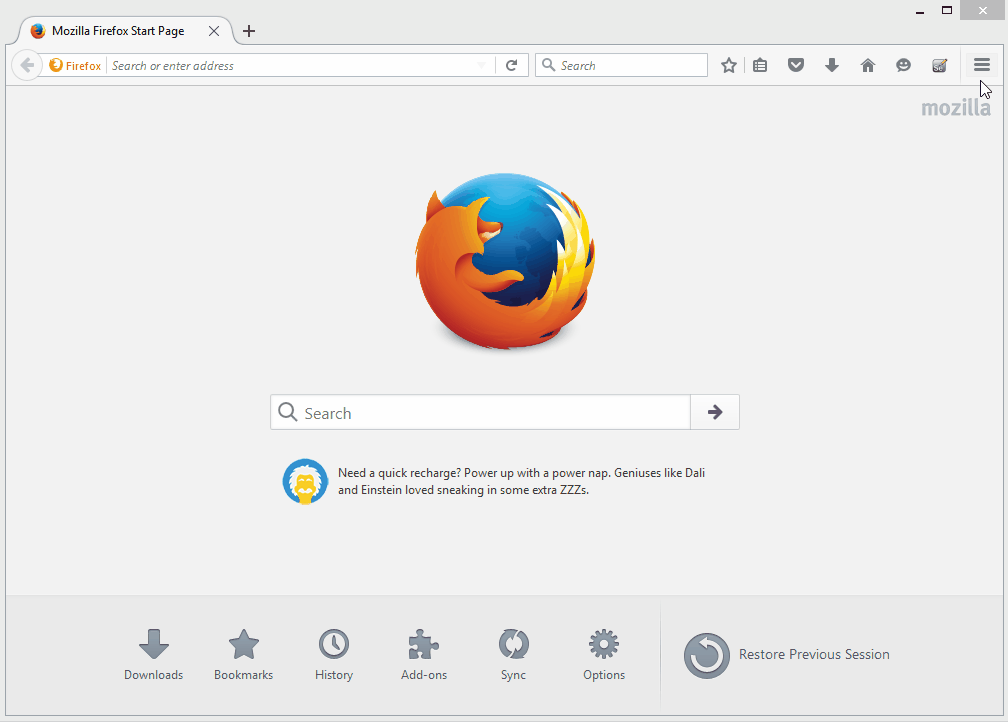 Mozilla Firefox Start Page
Firefox
Search or enter address
Search
mozilla
Search
Need a quick recharge? Power up with a power nap. Geniuses like Dali
and Einstein loved sneaking in some extra ZZZs.
Downloads
Bookmarks
History
Add-ons
Sync
Options
Restore Previous Session